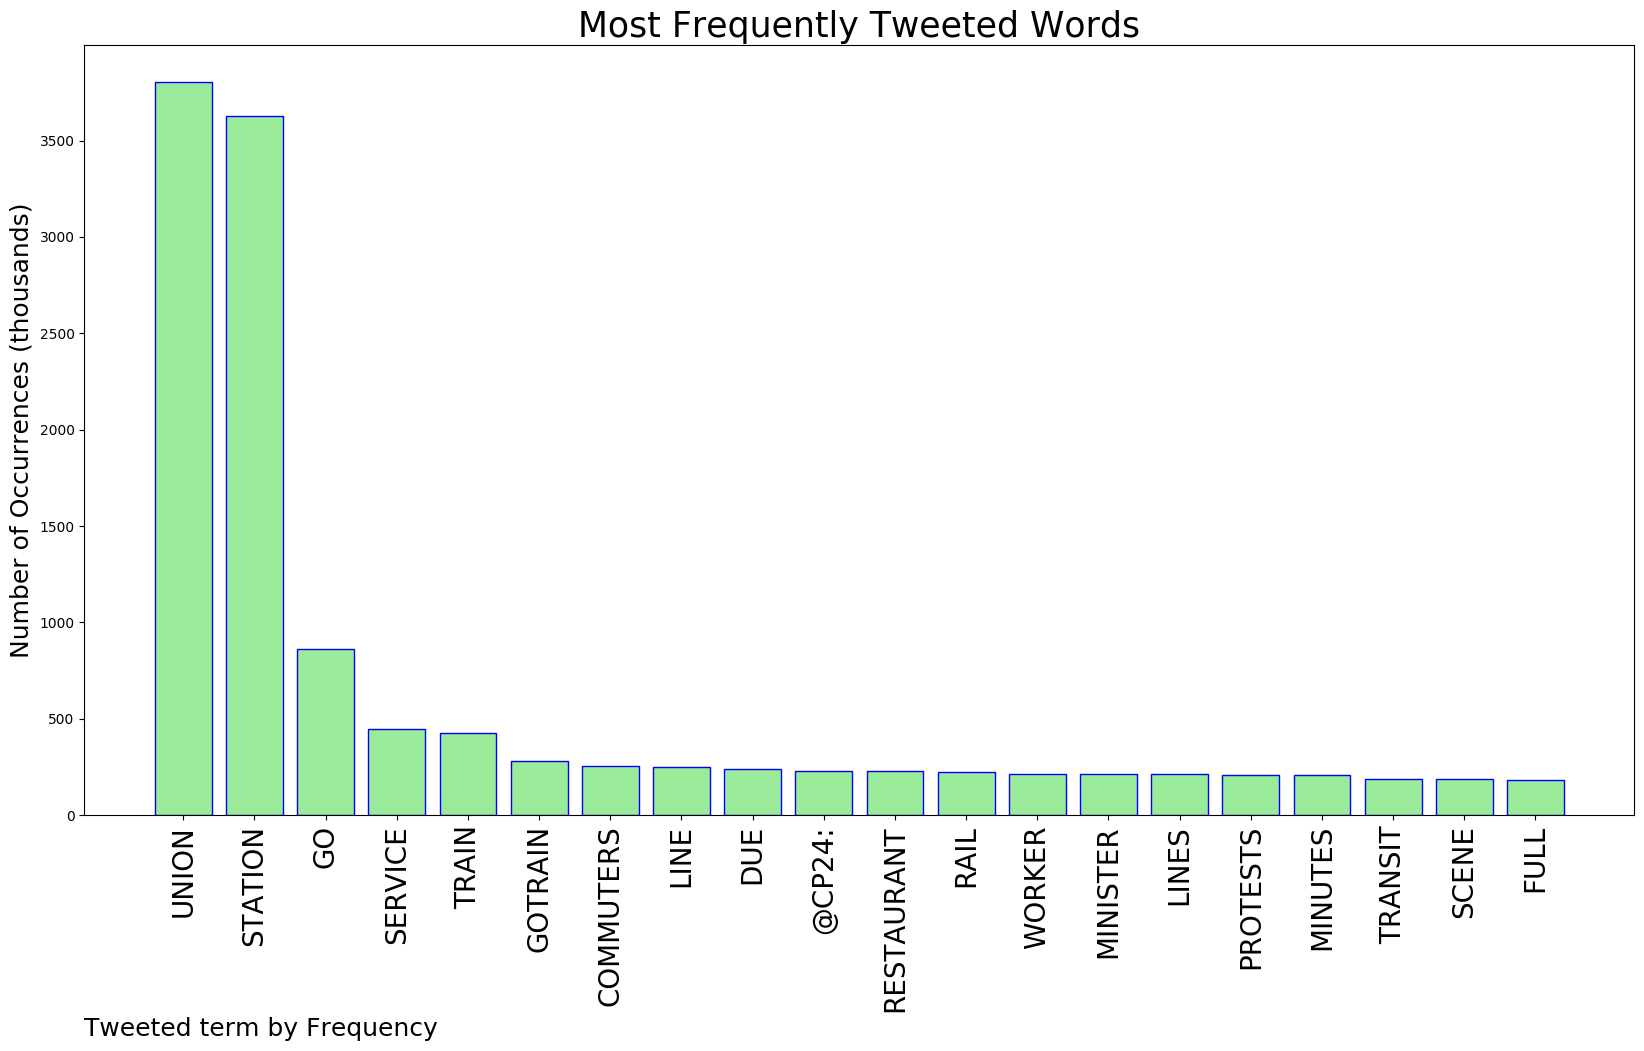 Most Frequently Tweeted Words
Number of Occurrences (thousands)
3500
3000
2500
2000
1500
1000
500
0
UNION
STATION
GO
SERVICE
TRAIN
GOTRAIN
COMMUTERS
LINE
DUE
@CP24:
RESTAURANT
RAIL
WORKER
MINISTER
LINES
PROTESTS
MINUTES
TRANSIT
SCENE
FULL
Tweeted term by Frequency